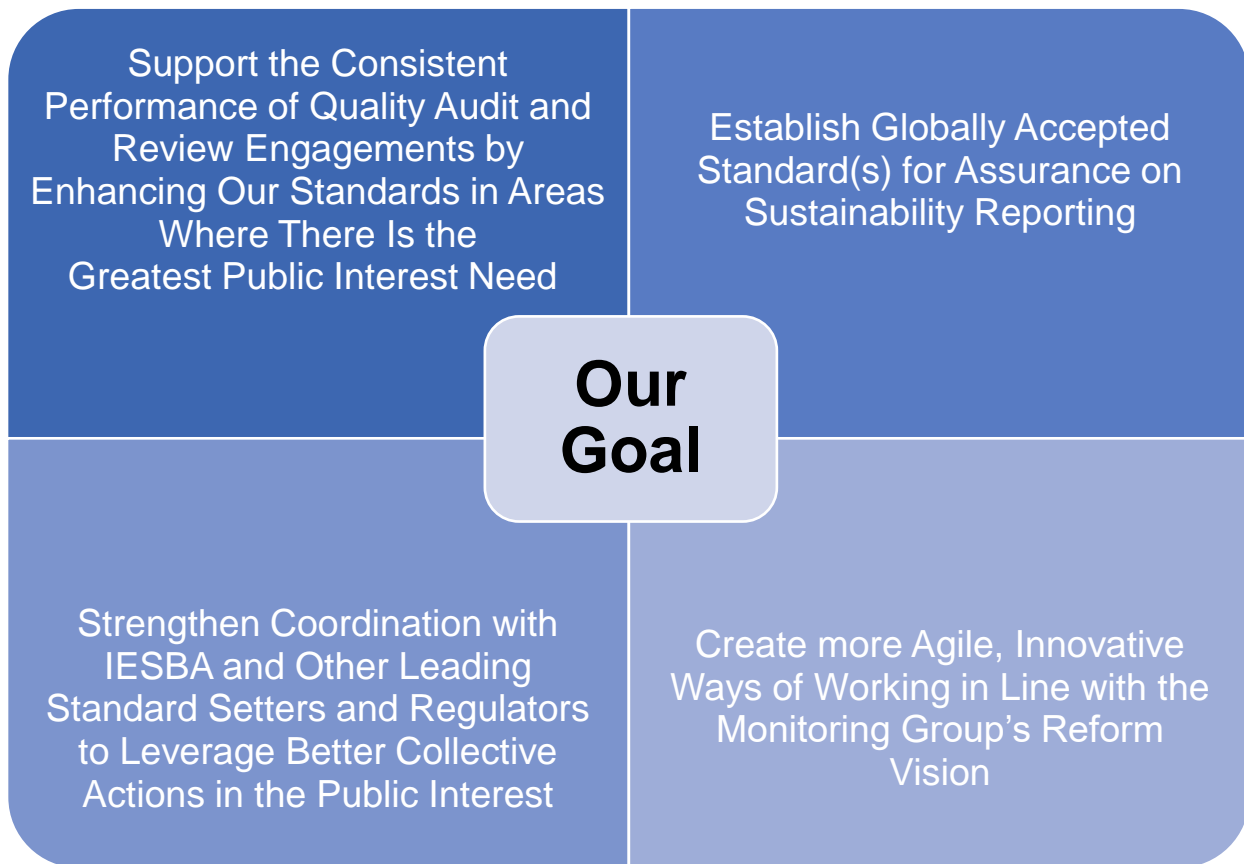 Support the Consistent
Performance of Quality Audit and
Review Engagements by
Enhancing Our Standards in Areas
Where There Is the
Greatest Public Interest Need
Establish Globally Accepted
Standard(s) for Assurance on
Sustainability Reporting
Our
Goal
Strengthen Coordination with
IESBA and Other Leading
Standard Setters and Regulators
to Leverage Better Collective
Actions in the Public Interest
Create more Agile, Innovative
Ways of Working in Line with the
Monitoring Group’s Reform
Vision